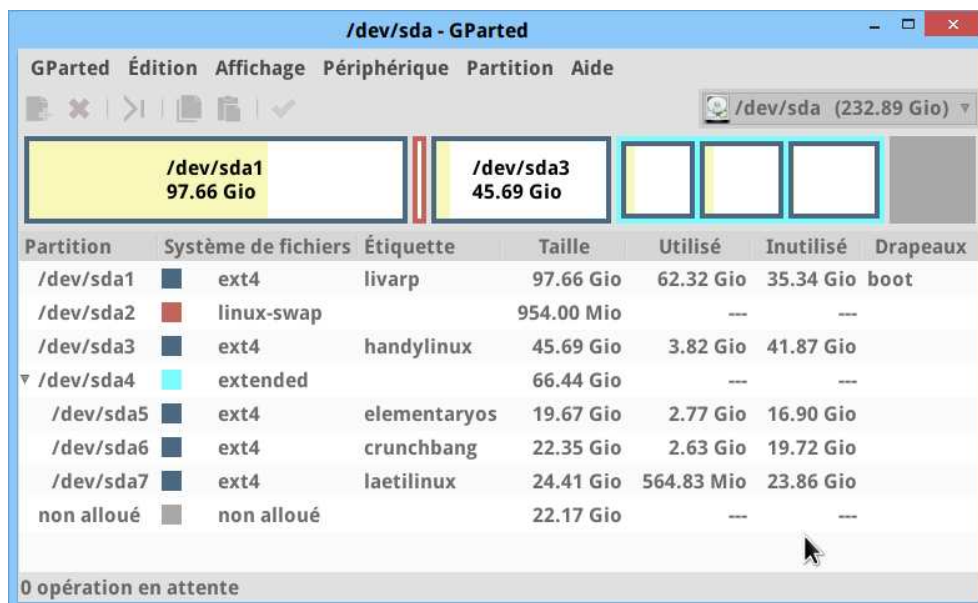 /dev/sda - GParted
GParted Édition Affichage Périphérique Partition Aide
/dev/sda (232.89 Gio)
/dev/sda1
97.66 Gio
/dev/sda3
45.69 Gio
Partition Système de fichiers Étiquette Taille Utilisé Inutilisé Drapeaux
/dev/sda1 ext4 livarp 97.66 Gio 62.32 Gio 35.34 Gio boot
/dev/sda2 linux-swap 954.00 Mio --- ---
/dev/sda3 ext4 handylinux 45.69 Gio 3.82 Gio 41.87 Gio
/dev/sda4 extended 66.44 Gio --- ---
/dev/sda5 ext4 elementaryos 19.67 Gio 2.77 Gio 16.90 Gio
/dev/sda6 ext4 crunchbang 22.35 Gio 2.63 Gio 19.72 Gio
/dev/sda7 ext4 laetilinux 24.41 Gio 564.83 Mio 23.86 Gio
non alloué non alloué 22.17 Gio --- ---
0 opération en attente